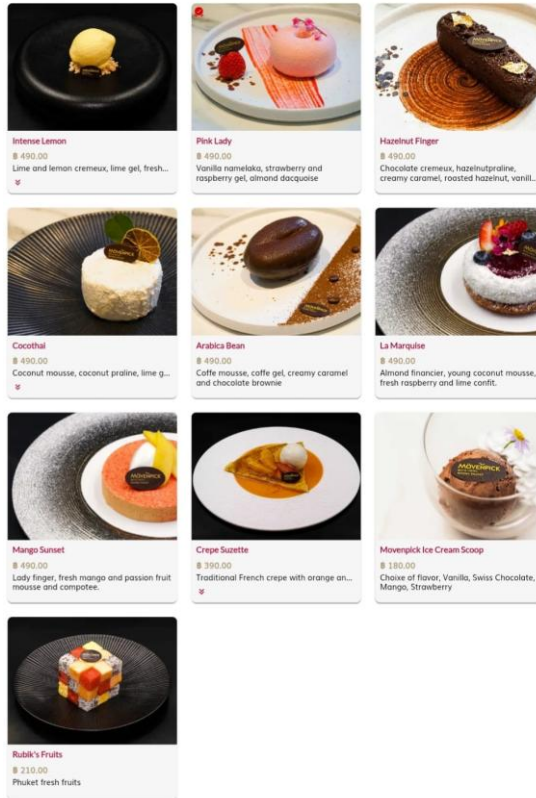 Intense Lemon
฿ 490.00
Lime and lemon cremeux, lime gel, fresh...
Pink Lady
฿ 490.00
Vanilla namelaka, strawberry and
raspberry gel, almond dacquoise
Hazelnut Finger
฿ 490.00
Chocolate cremeux, hazelnutpraline,
creamy caramel, roasted hazelnut, vanill...
Cocothai
฿ 490.00
Coconut mousse, coconut praline, lime g...
Arabica Bean
฿ 490.00
Coffe mousse, coffe gel, creamy caramel
and chocolate brownie
La Marquise
฿ 490.00
Almond financier, young coconut mousse,
fresh raspberry and lime confit.
MÖVENPICK
Mango Sunset
฿ 490.00
Lady finger, fresh mango and passion fruit
mousse and compotee.
Crepe Suzette
฿ 390.00
Traditional French crepe with orange an...
MÖVENPICK
Movenpick Ice Cream Scoop
฿ 180.00
Choixe of flavor, Vanilla, Swiss Chocolate,
Mango, Strawberry
Rubik's Fruits
฿ 210.00
Phuket fresh fruits